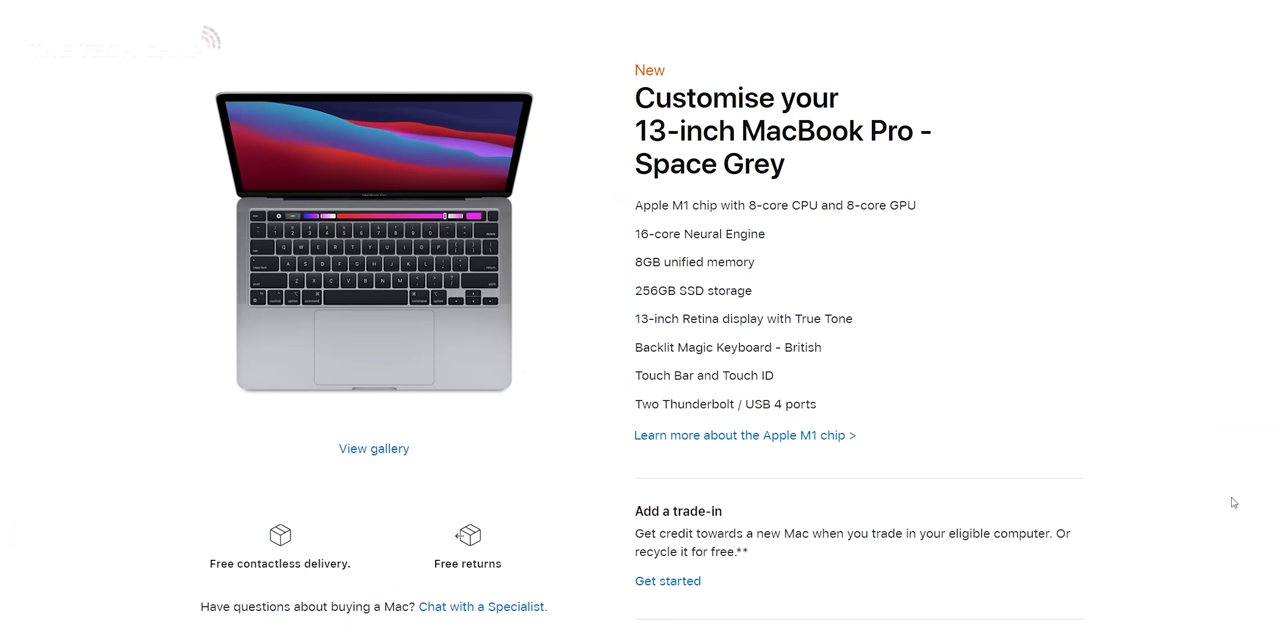 THE TECH CHAP
New
Customise your
13-inch MacBook Pro -
Space Grey
Apple M1 chip with 8-core CPU and 8-core GPU
16-core Neural Engine
8GB unified memory
256GB SSD storage
13-inch Retina display with True Tone
Backlit Magic Keyboard - British
Touch Bar and Touch ID
Two Thunderbolt / USB 4 ports
Learn more about the Apple M1 chip >
View gallery
Add a trade-in
Get credit towards a new Mac when you trade in your eligible computer. Or
recycle it for free.**
Get started
Free contactless delivery.
Free returns
Have questions about buying a Mac? Chat with a Specialist.